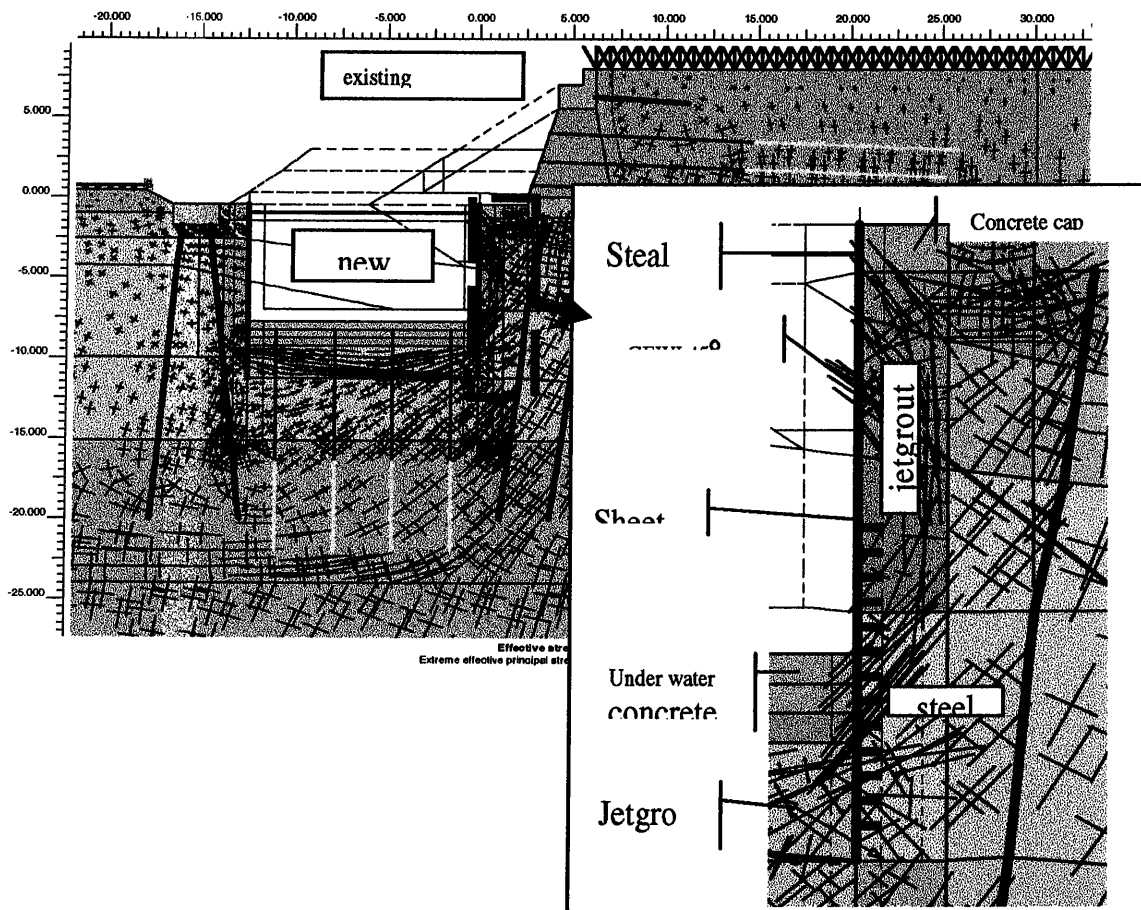 -20.000 -15.000 -10.000 -5.000 0.000 5.000 10.000 15.000 20.000 25.000 30.000
existing
5.000
0.000
-5.000
-10.000
-15.000
-20.000
-25.000
new
Effective stre
Extreme effective principal stre
Concrete cap
Steal
jetgrout
Sheet
Under water
concrete
steel
Jetgro